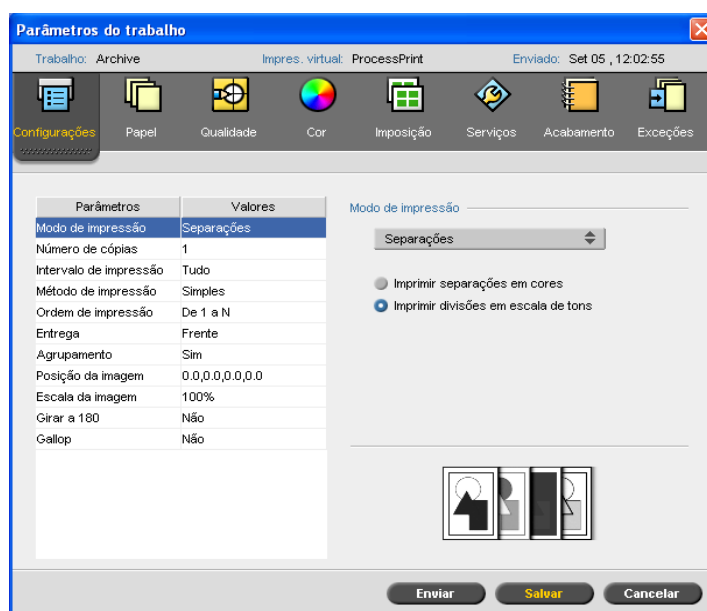 Parâmetros do trabalho
Trabalho: Archive Impres. virtual: ProcessPrint Enviado: Set 05 , 12:02:55
Configurações Papel Qualidade Cor Imposição Serviços Acabamento Exceções
Parâmetros Valores
Modo de impressão Separações
Número de cópias 1
Intervalo de impressão Tudo
Método de impressão Simples
Ordem de impressão De 1 a N
Entrega Frente
Agrupamento Sim
Posição da imagem 0.0,0.0,0.0,0.0
Escala da imagem 100%
Girar a 180 Não
Gallop Não
Modo de impressão
Separações
Imprimir separações em cores
Imprimir divisões em escala de tons
Enviar Salvar Cancelar